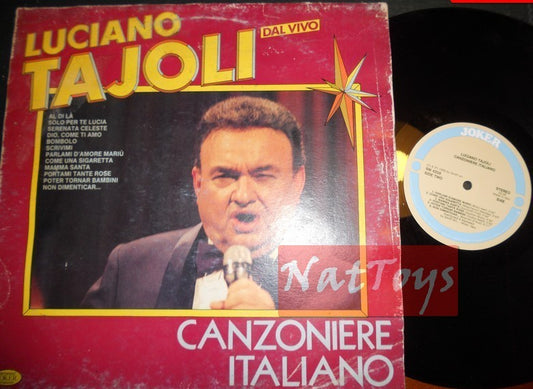 LUCIANO
TAJOLI
DAL VIVO
AL DI LÀ
SOLO PER TE LUCIA
SERENATA CELESTE
DIO, COME TI AMO
BOMBOLO
SCRIVIMI
PARLAMI D'AMORE MARIÙ
COME UNA SIGARETTA
MAMMA SANTA
PORTAMI TANTE ROSE
POTER TORNAR BAMBINI
NON DIMENTICAR...
CANZONIERE
ITALIANO
JOKER
LUCIANO TAJOLI
CANZONIERE ITALIANO
SIDE TWO
STEREO
NatToys